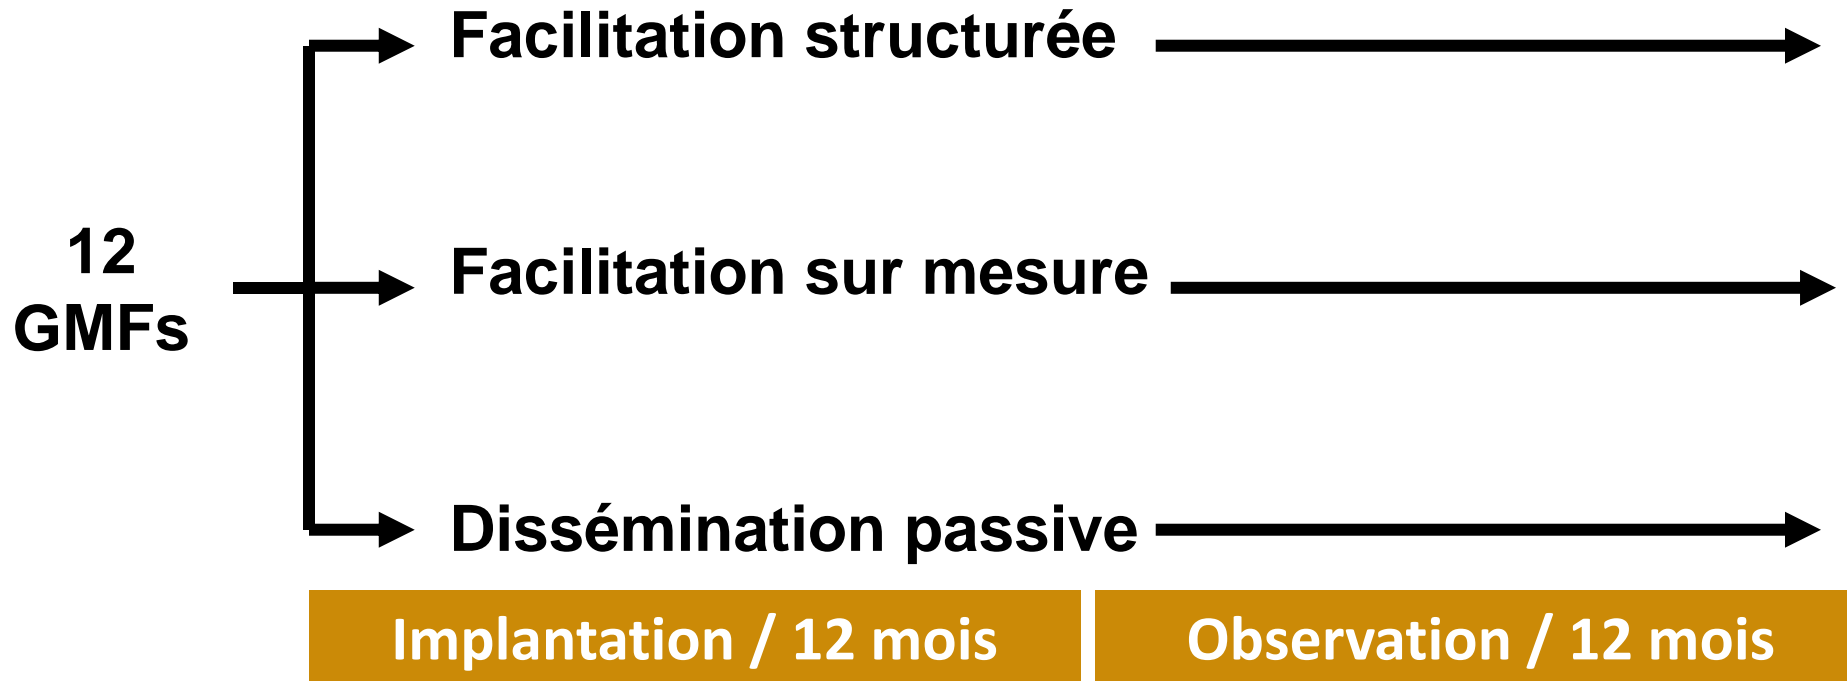 Facilitation structurée
12
GMFs
Facilitation sur mesure
Dissémination passive
Implantation / 12 mois
Observation / 12 mois